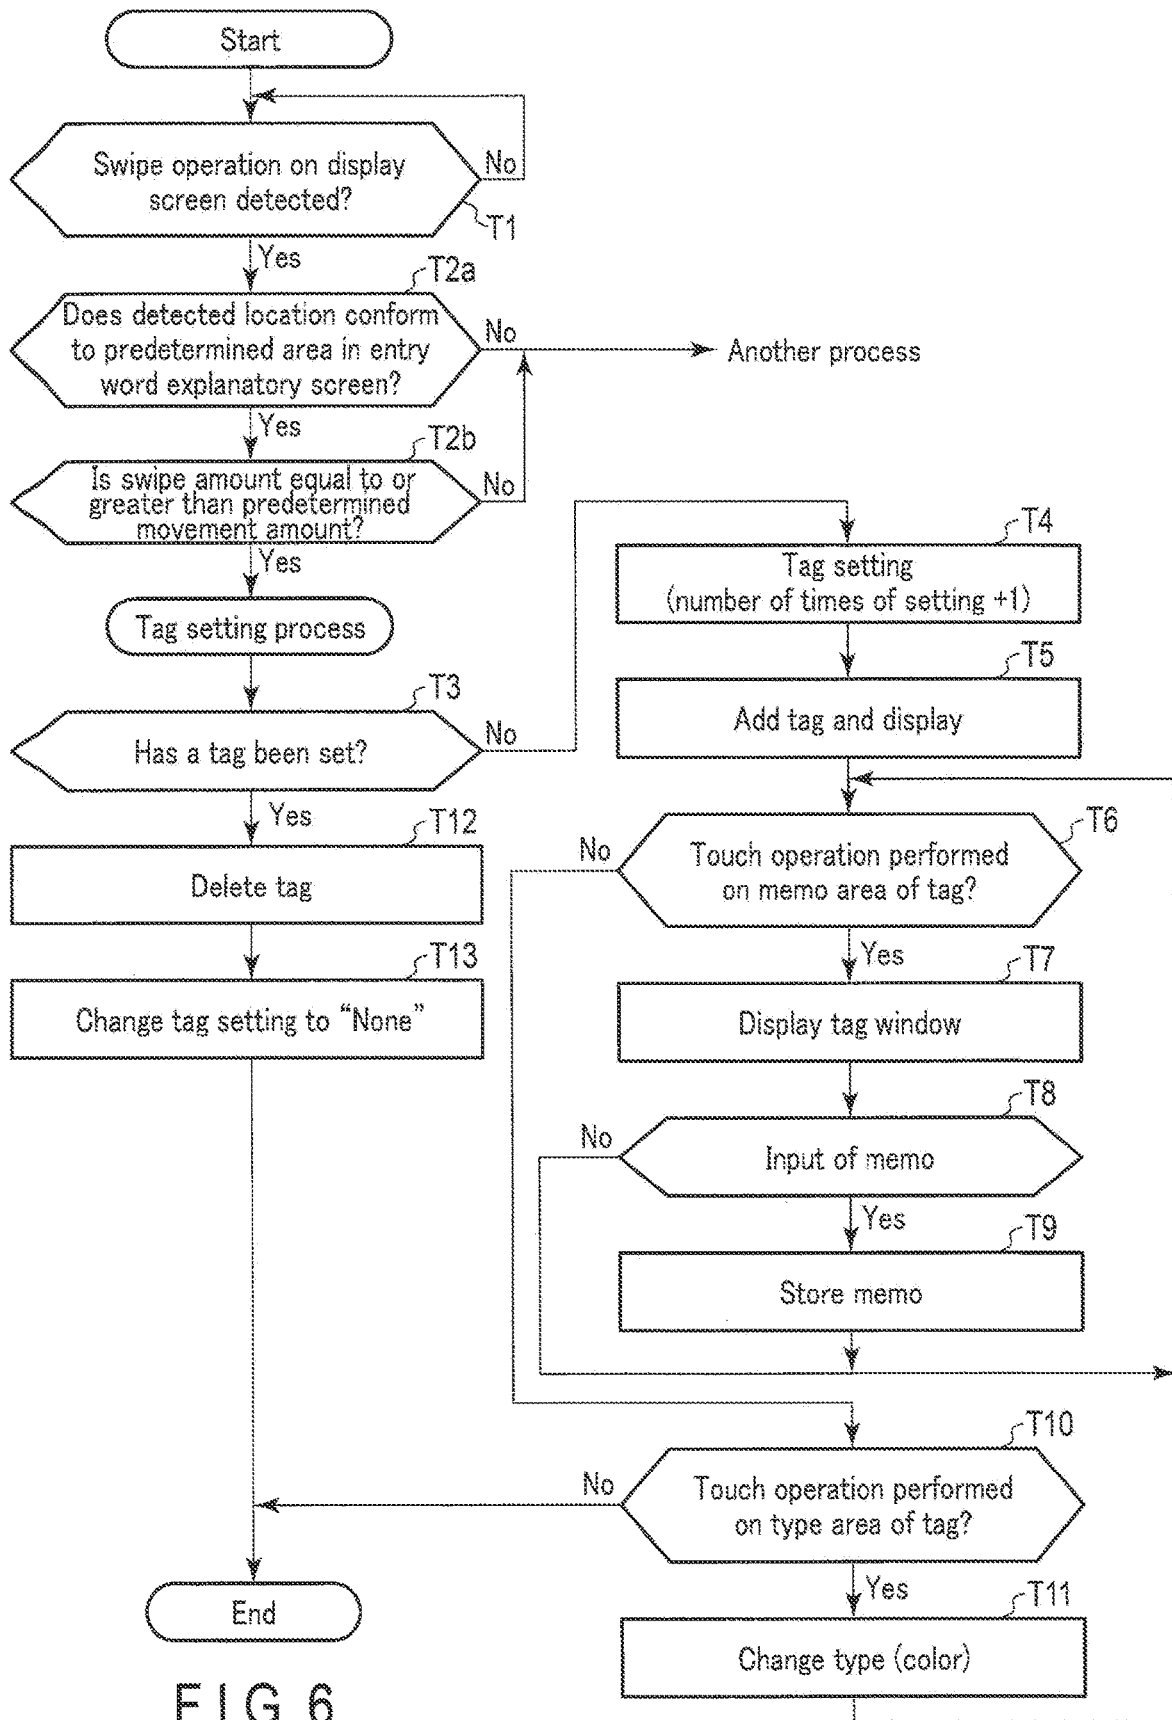 Start
Swipe operation on display
screen detected?
No
T1
Yes
T2a
Does detected location conform
to predetermined area in entry
word explanatory screen?
No
Another process
Yes
T2b
Is swipe amount equal to or
greater than predetermined
movement amount?
No
Yes
Tag setting process
T3
Has a tag been set?
No
Yes
T12
Delete tag
T13
Change tag setting to “None”
T4
Tag setting
(number of times of setting +1)
T5
Add tag and display
T6
Touch operation performed
on memo area of tag?
No
Yes
T7
Display tag window
T8
Input of memo
No
Yes
T9
Store memo
T10
Touch operation performed
on type area of tag?
No
Yes
T11
Change type (color)
End
FIG 6